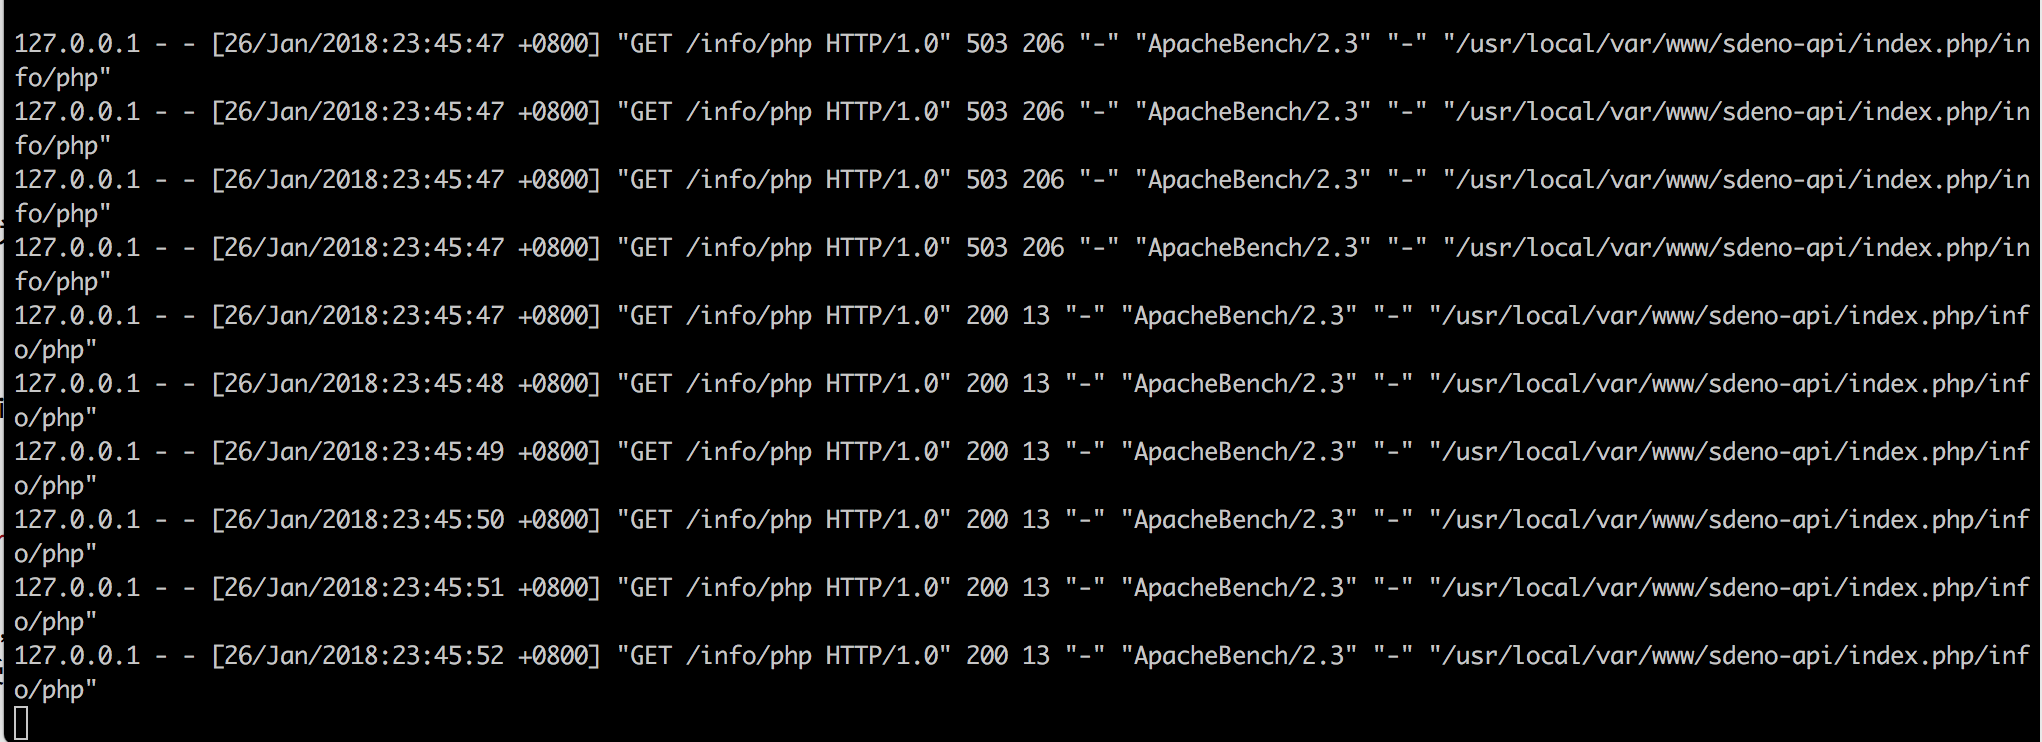 127.0.0.1 - - [26/Jan/2018:23:45:47 +0800] "GET /info/php HTTP/1.0" 503 206 "-" "ApacheBench/2.3" "-" "/usr/local/var/www/sdeno-api/index.php/in
fo/php"
127.0.0.1 - - [26/Jan/2018:23:45:47 +0800] "GET /info/php HTTP/1.0" 503 206 "-" "ApacheBench/2.3" "-" "/usr/local/var/www/sdeno-api/index.php/in
fo/php"
127.0.0.1 - - [26/Jan/2018:23:45:47 +0800] "GET /info/php HTTP/1.0" 503 206 "-" "ApacheBench/2.3" "-" "/usr/local/var/www/sdeno-api/index.php/in
fo/php"
127.0.0.1 - - [26/Jan/2018:23:45:47 +0800] "GET /info/php HTTP/1.0" 503 206 "-" "ApacheBench/2.3" "-" "/usr/local/var/www/sdeno-api/index.php/in
fo/php"
127.0.0.1 - - [26/Jan/2018:23:45:47 +0800] "GET /info/php HTTP/1.0" 200 13 "-" "ApacheBench/2.3" "-" "/usr/local/var/www/sdeno-api/index.php/inf
o/php"
127.0.0.1 - - [26/Jan/2018:23:45:48 +0800] "GET /info/php HTTP/1.0" 200 13 "-" "ApacheBench/2.3" "-" "/usr/local/var/www/sdeno-api/index.php/inf
o/php"
127.0.0.1 - - [26/Jan/2018:23:45:49 +0800] "GET /info/php HTTP/1.0" 200 13 "-" "ApacheBench/2.3" "-" "/usr/local/var/www/sdeno-api/index.php/inf
o/php"
127.0.0.1 - - [26/Jan/2018:23:45:50 +0800] "GET /info/php HTTP/1.0" 200 13 "-" "ApacheBench/2.3" "-" "/usr/local/var/www/sdeno-api/index.php/inf
o/php"
127.0.0.1 - - [26/Jan/2018:23:45:51 +0800] "GET /info/php HTTP/1.0" 200 13 "-" "ApacheBench/2.3" "-" "/usr/local/var/www/sdeno-api/index.php/inf
o/php"
127.0.0.1 - - [26/Jan/2018:23:45:52 +0800] "GET /info/php HTTP/1.0" 200 13 "-" "ApacheBench/2.3" "-" "/usr/local/var/www/sdeno-api/index.php/inf
o/php"